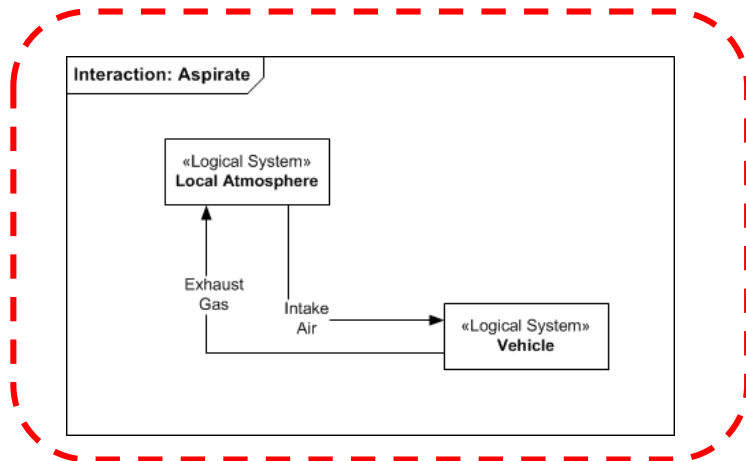 Interaction: Aspirate
«Logical System»
Local Atmosphere
Exhaust
Gas
Intake
Air
«Logical System»
Vehicle